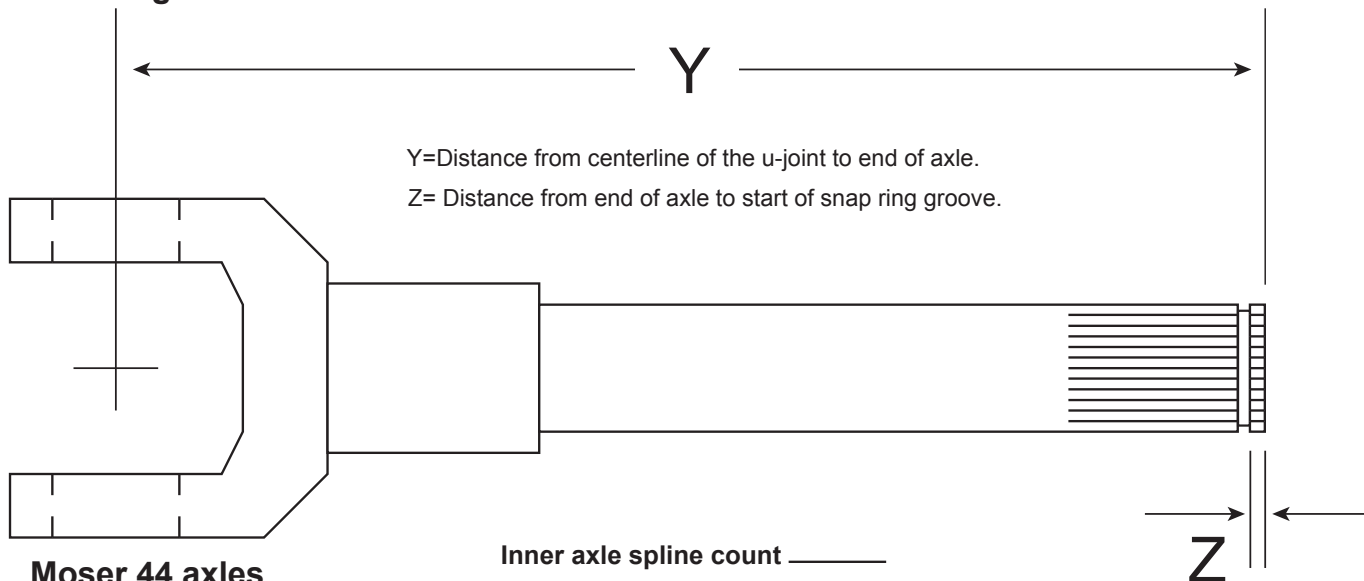 Y
Y=Distance from centerline of the u-joint to end of axle.
Z= Distance from end of axle to start of snap ring groove.
Inner axle spline count ______
Z
Moser 44 axles